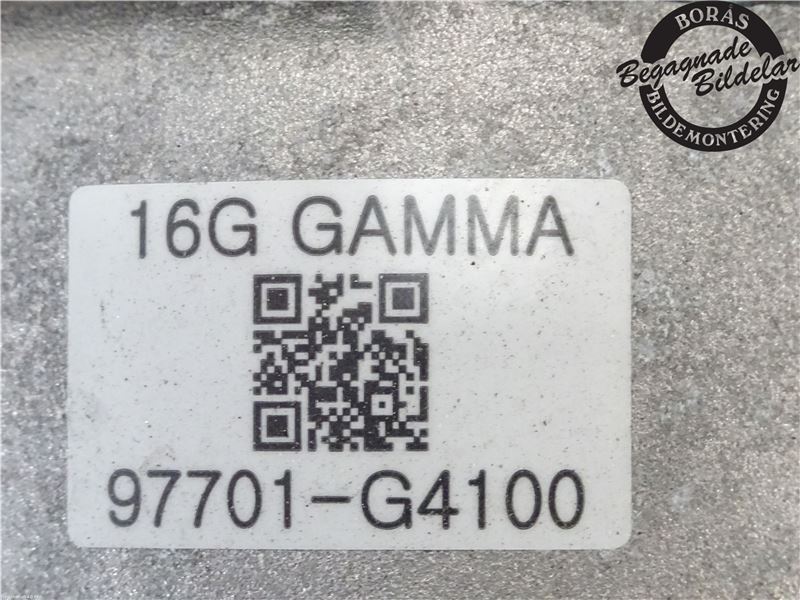 BORÅS
Begagnade
Bildelar
BILDEMONTERING
16G GAMMA
97701-G4100